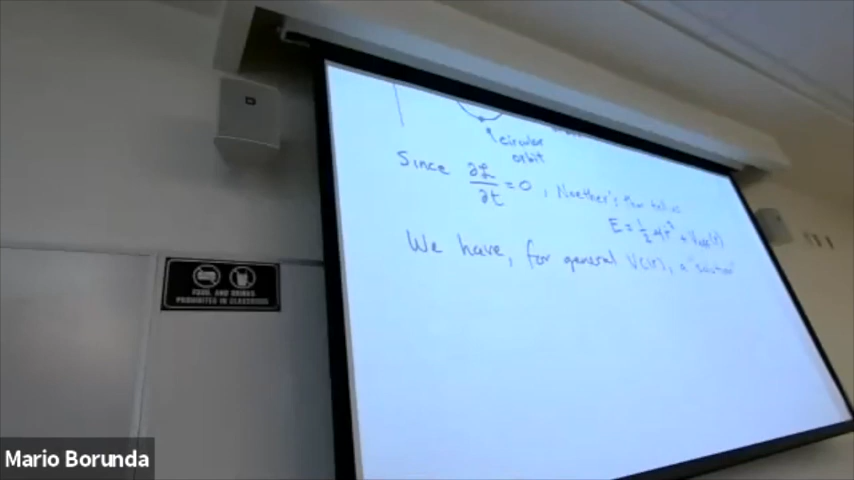 circular
orbit
Since ∂ℒ/∂t = 0, Noether's thm tells us
E = 1/2 μṙ² + Veff(r)
We have, for general V(r), a "solution"
FOOD AND DRINKS
PROHIBITED IN CLASSROOM
Mario Borunda